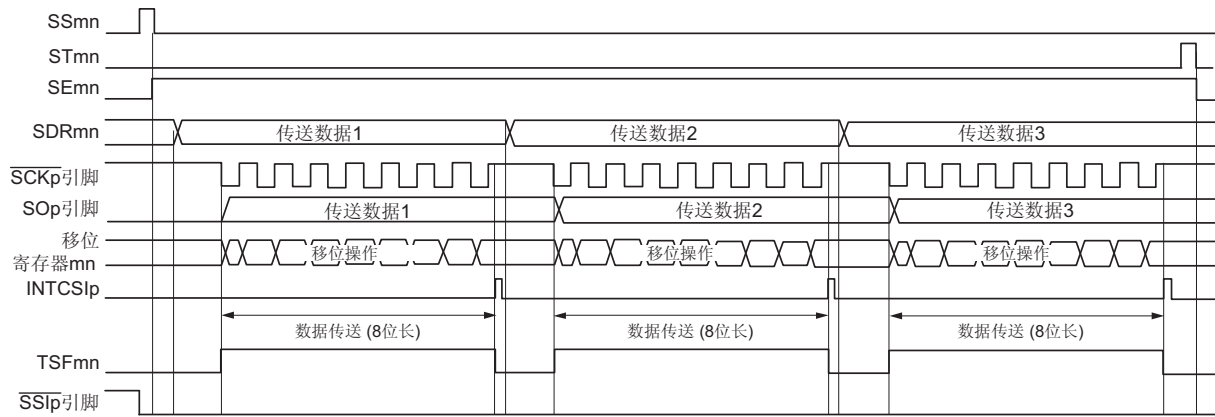 SSmn
STmn
SEmn
SDRmn 传送数据1 传送数据2 传送数据3
SCKp引脚
SOp引脚 传送数据1 传送数据2 传送数据3
移位
寄存器mn 移位操作 移位操作 移位操作
INTCSIp
数据传送 (8位长) 数据传送 (8位长) 数据传送 (8位长)
TSFmn
SSIp引脚